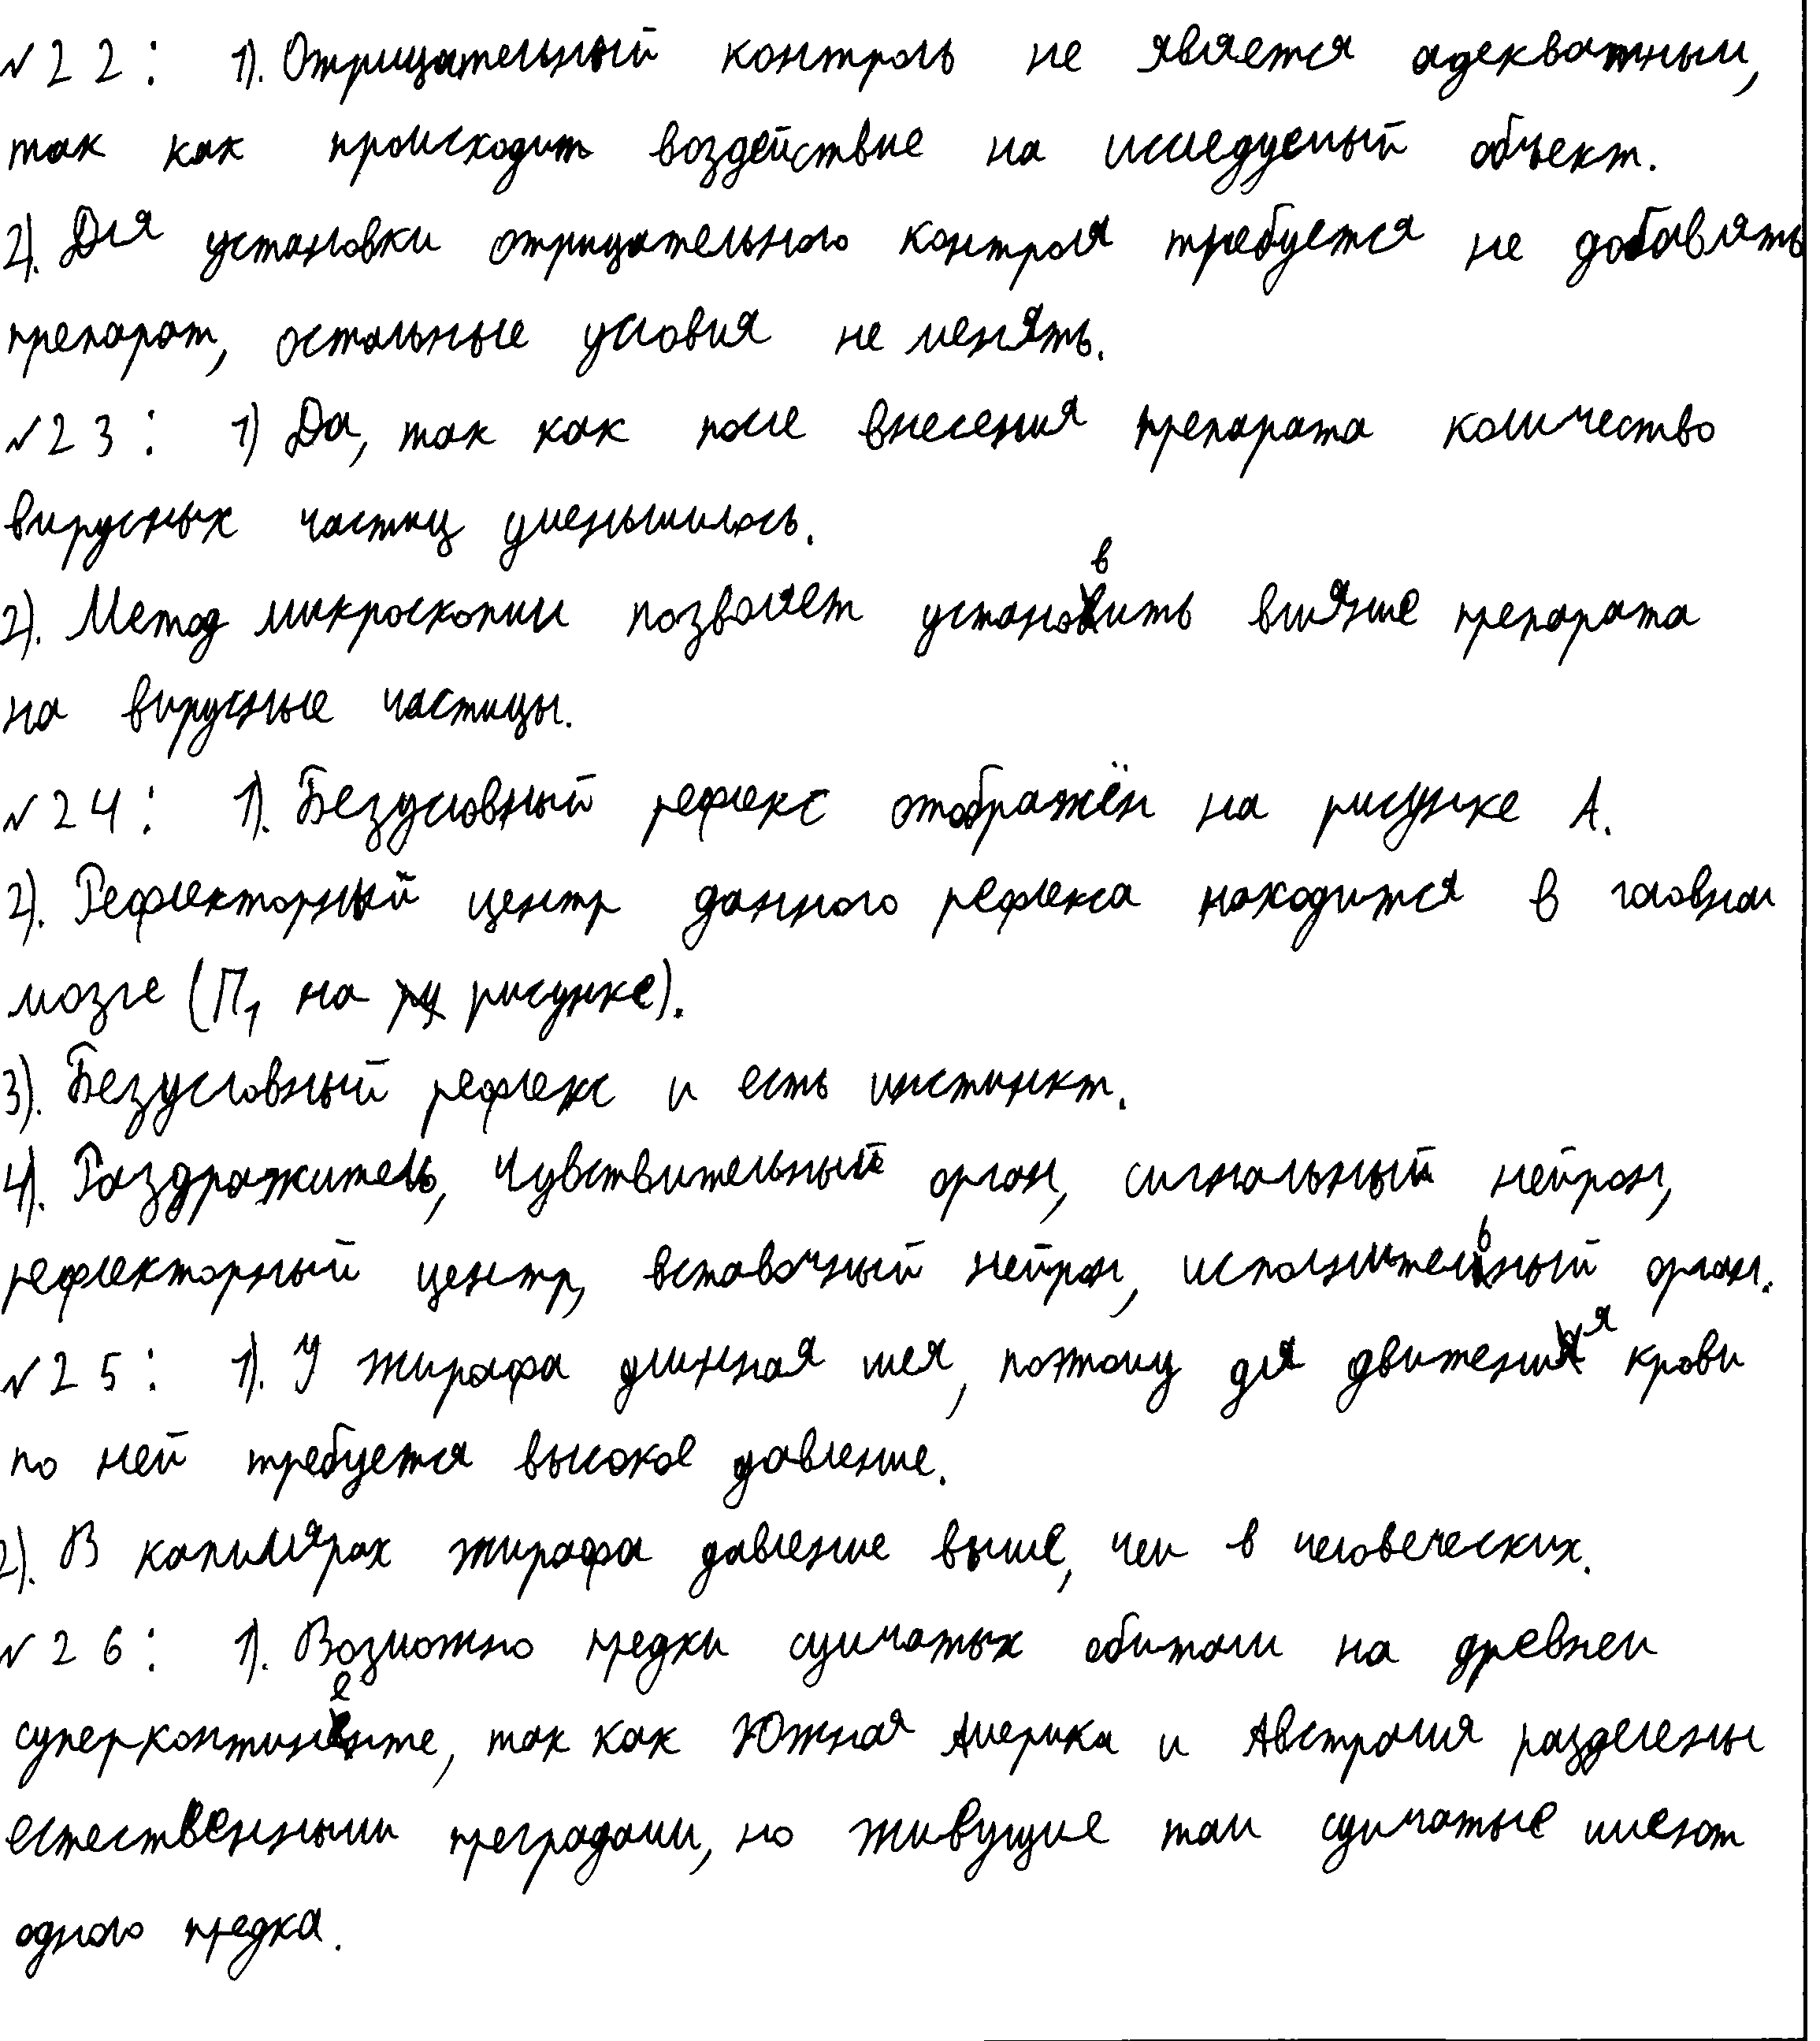 №22: 1). Отрицательный контроль не является адекватным,
так как происходит воздействие на исследуемый объект.
2). Для установки отрицательного контроля требуется не добавлять
препарат, остальные условия не менять.
№23: 1) Да, так как после внесения препарата количество
вирусных частиц уменьшилось.
2). Метод микроскопии позволяет установить влияние препарата
на вирусные частицы.
№24: 1). Безусловный рефлекс отображён на рисунке А.
2). Рефлекторный центр данного рефлекса находится в головном
мозге (П1 на рисунке).
3). Безусловный рефлекс и есть инстинкт.
4). Раздражитель, чувствительный орган, сигнальный нейрон,
рефлекторный центр, вставочный нейрон, исполнительный орган.
№25: 1). У жирафа длинная шея, поэтому для движения крови
по ней требуется высокое давление.
2). В капиллярах жирафа давление выше, чем в человеческих.
№26: 1). Возможно предки сумчатых обитали на древнем
суперконтиненте, так как Южная Америка и Австралия разделены
естественными преградами, но живущие там сумчатые имеют
одного предка.